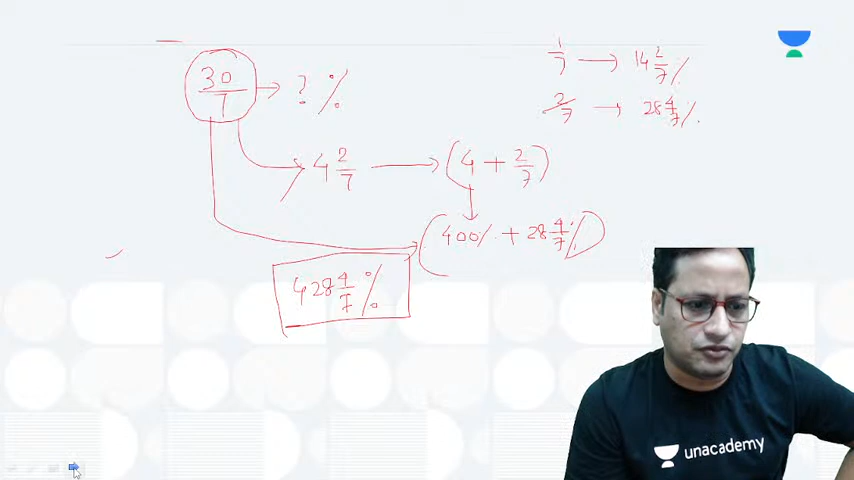 30/7 → ? %
1/7 → 14 2/7 %
2/7 → 28 4/7 %
4 2/7 → (4 + 2/7)
(400% + 28 4/7 %)
428 4/7 %
unacademy